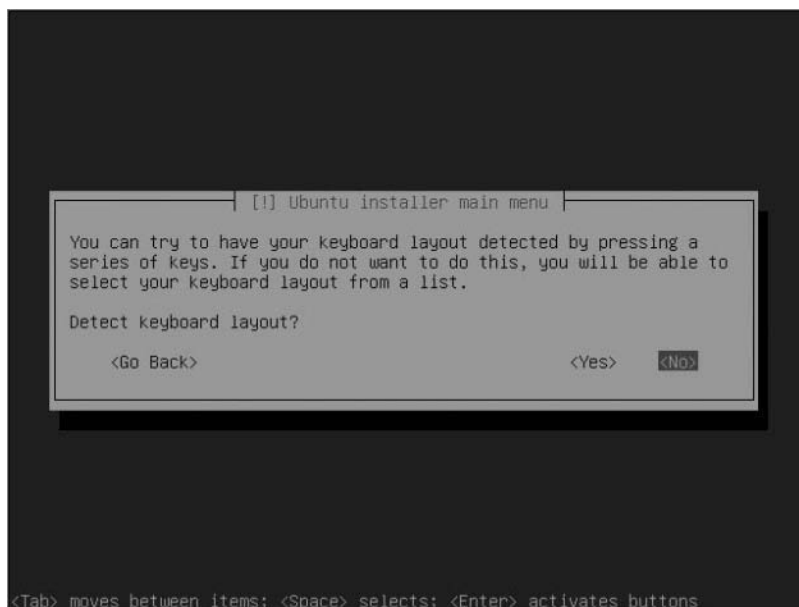 [!] Ubuntu installer main menu
You can try to have your keyboard layout detected by pressing a
series of keys. If you do not want to do this, you will be able to
select your keyboard layout from a list.
Detect keyboard layout?
<Go Back> <Yes> <No>
<Tab> moves between items; <Space> selects; <Enter> activates buttons